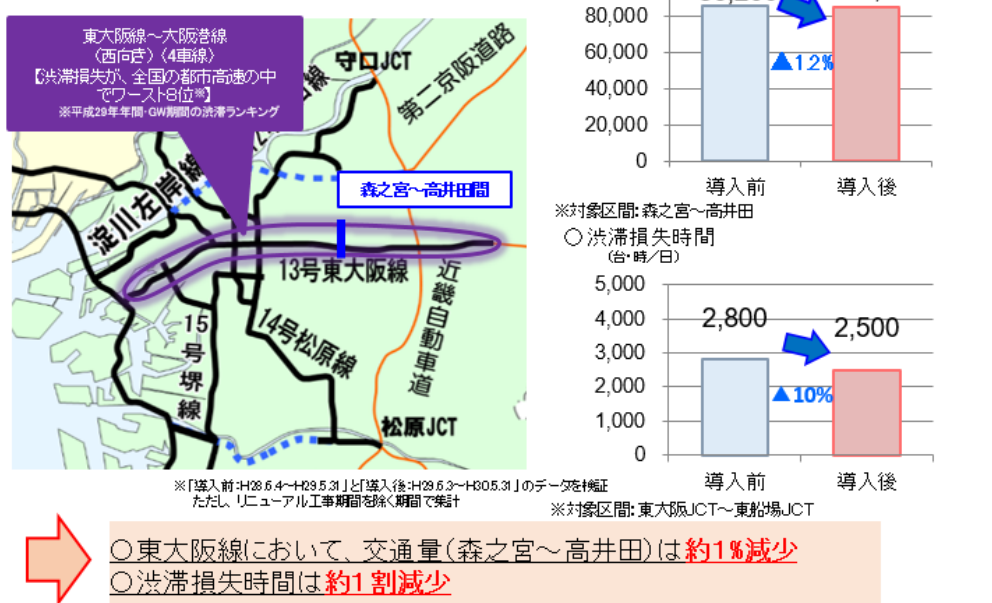 東大阪線～大阪港線
(西向き)〈4車線〉
【渋滞損失が、全国の都市高速の中
でワースト8位※】
※平成29年年間・GW期間の渋滞ランキング
守口JCT
第二京阪道路
淀川左岸線
森之宮～高井田間
13号東大阪線
近畿自動車道
15号堺線
14号松原線
松原JCT
※「導入前:H28.6.4～H29.5.31」と「導入後:H29.6.3～H30.5.31」のデータを検証
ただし、リニューアル工事期間を除く期間で集計
80,000
60,000
▲1.2%
40,000
20,000
0
導入前
導入後
※対象区間:森之宮～高井田
○渋滞損失時間
(台・時/日)
5,000
4,000
2,800
2,500
3,000
2,000
▲10%
1,000
0
導入前
導入後
※対象区間:東大阪JCT～東船場JCT
○東大阪線において、交通量(森之宮～高井田)は約1%減少
○渋滞損失時間は約1割減少